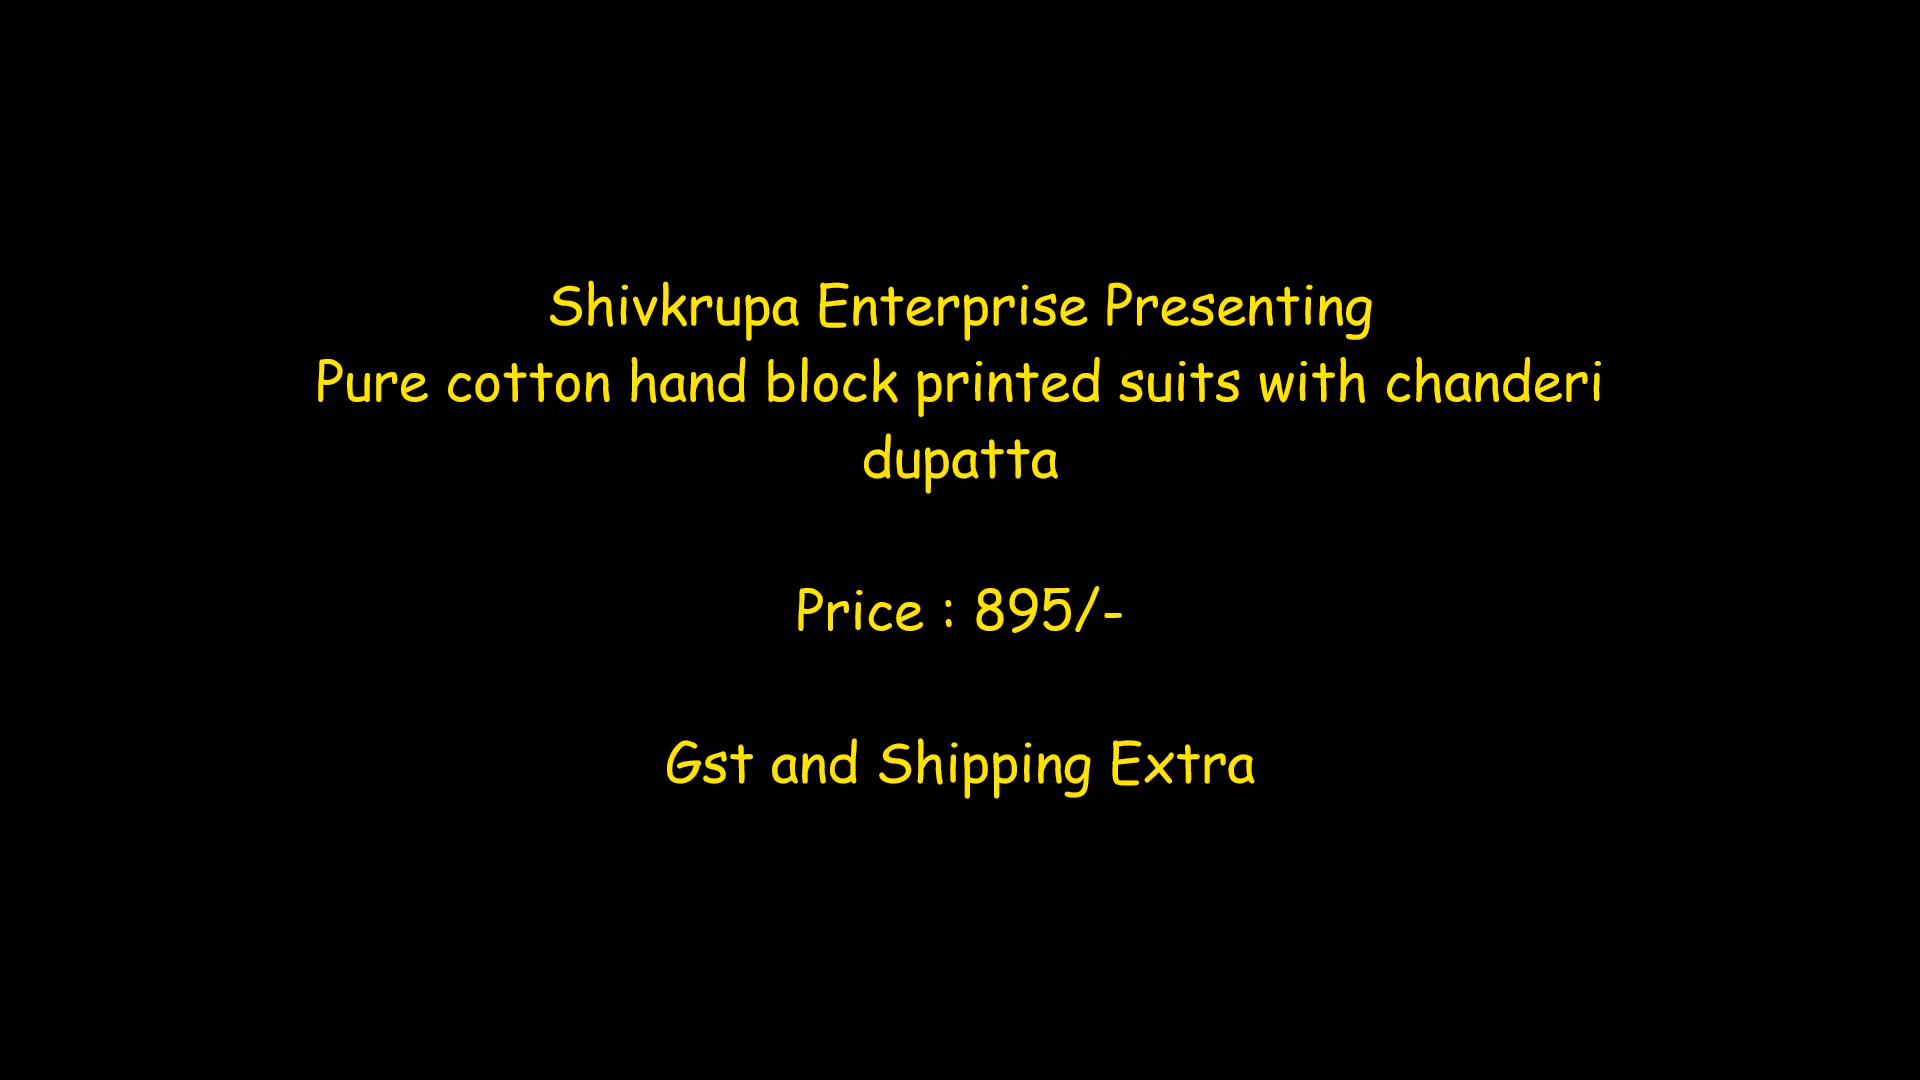 Shivkrupa Enterprise Presenting
Pure cotton hand block printed suits with chanderi
dupatta
Price : 895/-
Gst and Shipping Extra